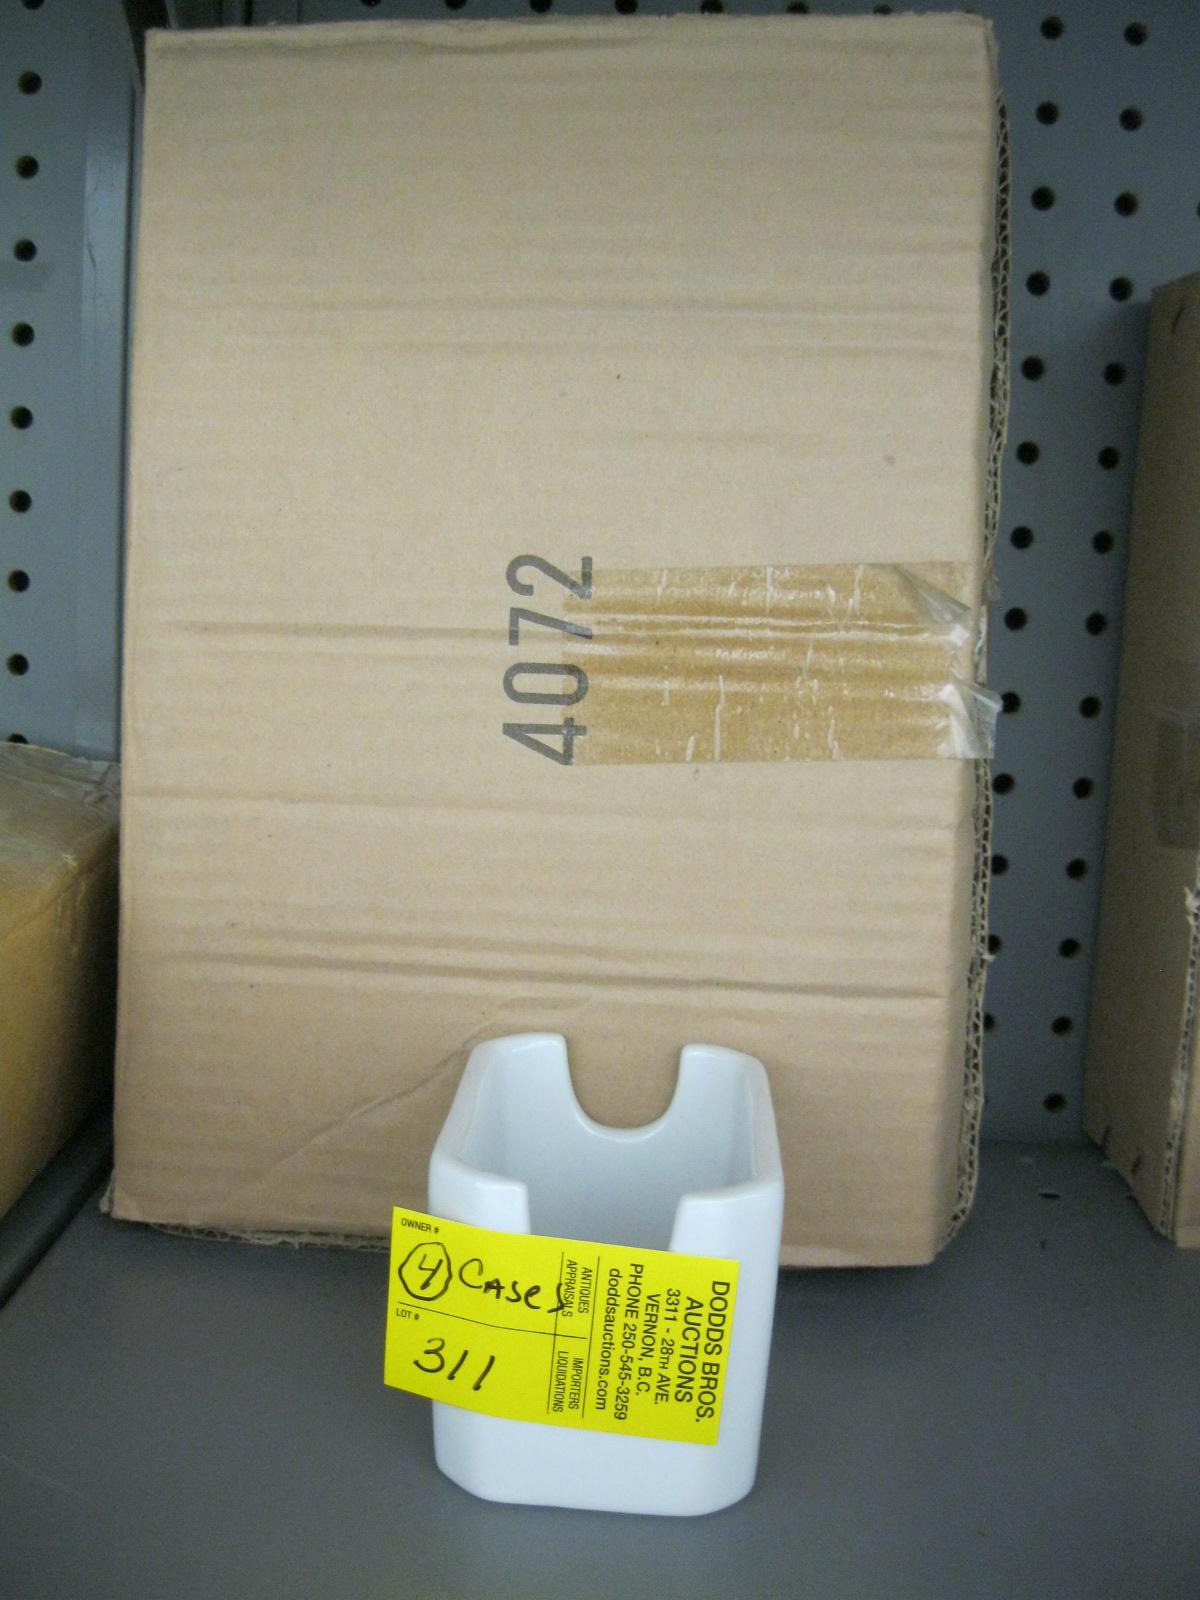 4072
OWNER #
4 CASES
LOT #
311
ANTIQUES
APPRAISALS
IMPORTERS
LIQUIDATIONS
DODDS BROS.
AUCTIONS
3311 - 28TH AVE.
VERNON, B.C.
PHONE 250-545-3259
doddsauctions.com